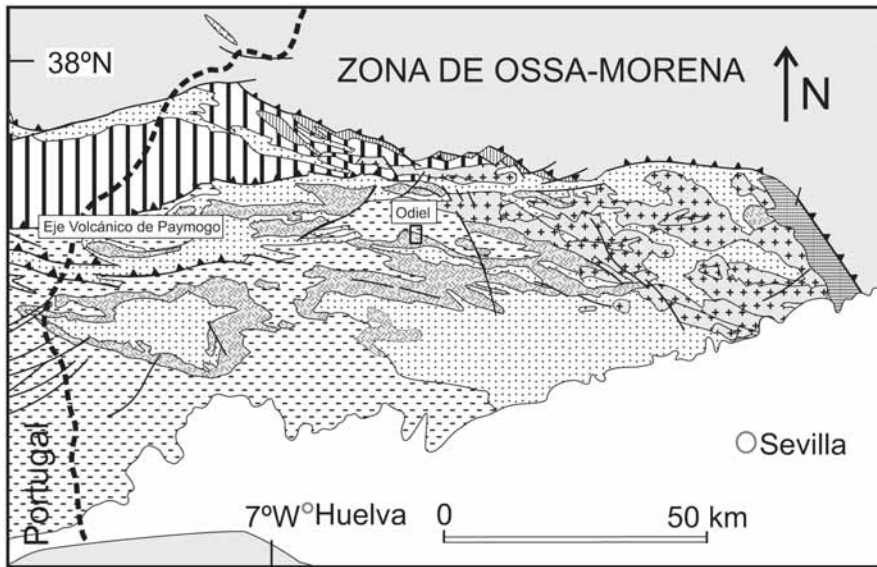 38ºN
ZONA DE OSSA-MORENA
N
Eje Volcánico de Paymogo
Odiel
Portugal
Sevilla
7ºW
Huelva
0
50 km